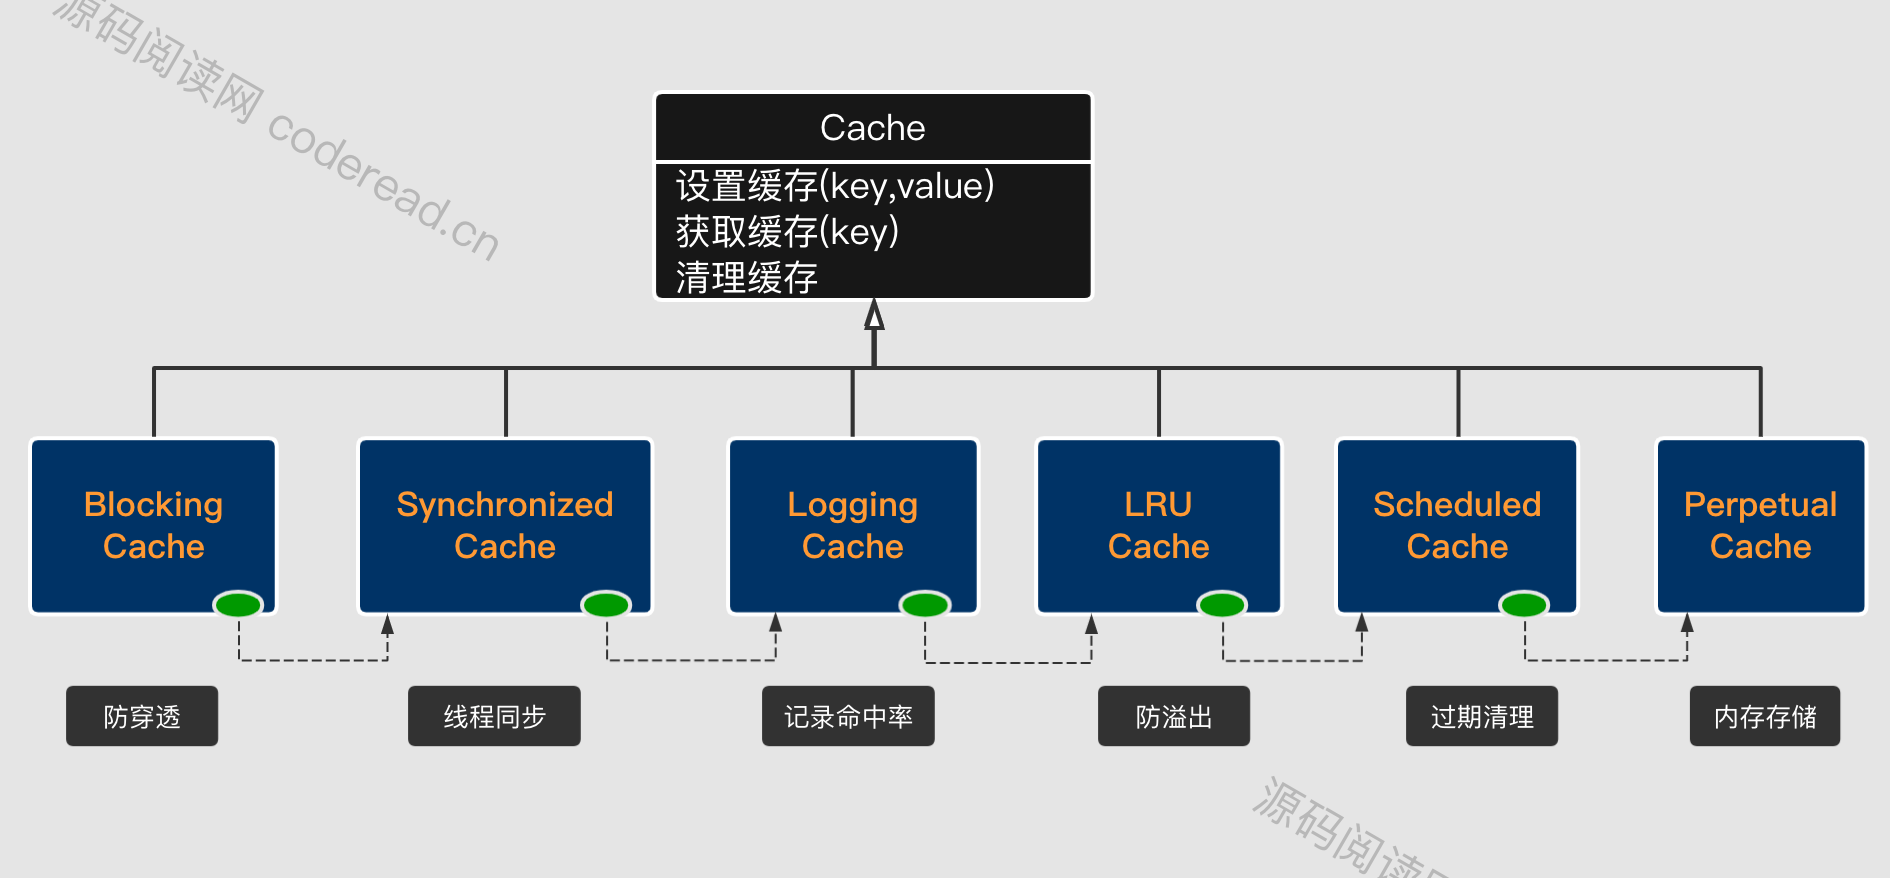 源码阅读网 coderead.cn
Cache
设置缓存(key,value)
获取缓存(key)
清理缓存
Blocking
Cache
Synchronized
Cache
Logging
Cache
LRU
Cache
Scheduled
Cache
Perpetual
Cache
防穿透
线程同步
记录命中率
防溢出
过期清理
内存存储
源码阅读